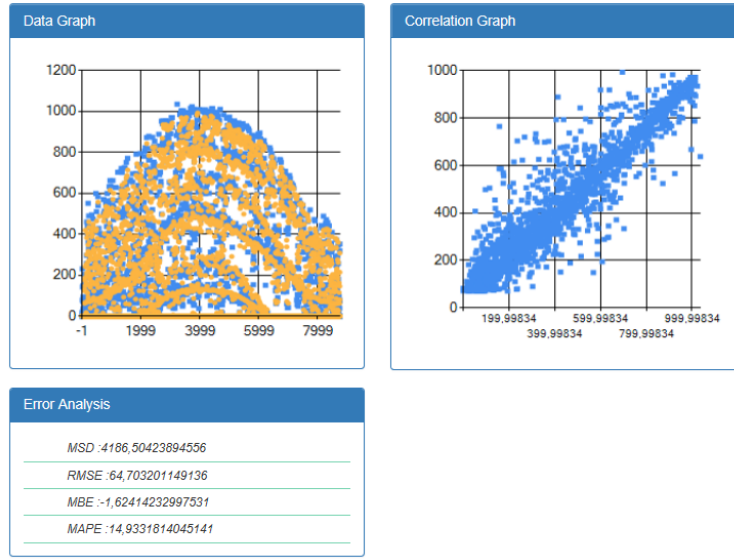 Data Graph
1200
1000
800
600
400
200
0
-1 1999 3999 5999 7999
Correlation Graph
1000
800
600
400
200
0
199,99834 599,99834 999,99834
399,99834 799,99834
Error Analysis
MSD :4186,50423894556
RMSE :64,703201149136
MBE :-1,62414232997531
MAPE :14,9331814045141